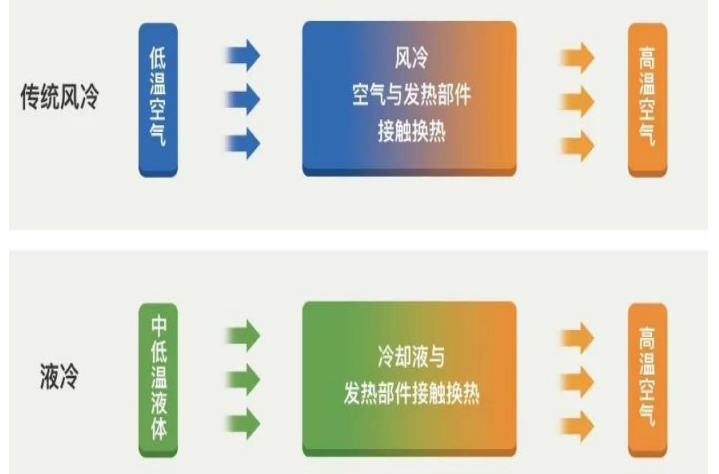 传统风冷
低温空气
风冷
空气与发热部件
接触换热
高温空气
液冷
中低温液体
冷却液与
发热部件接触换热
高温空气